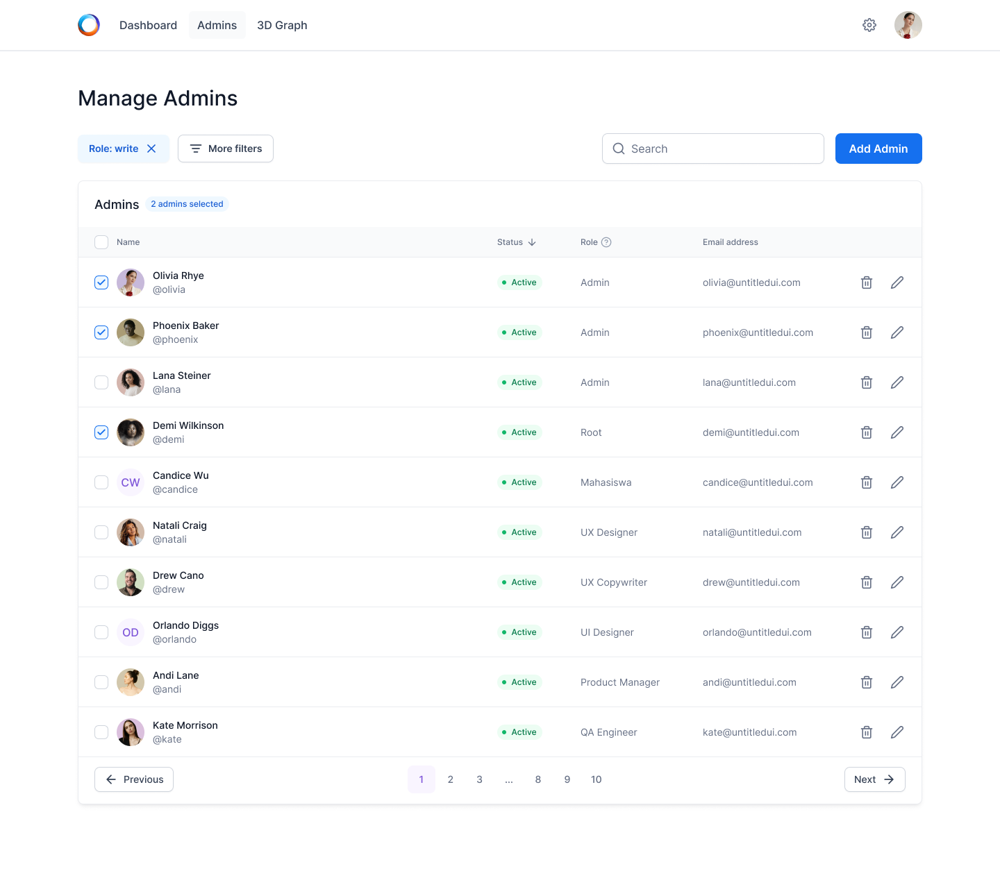 Dashboard Admins 3D Graph
Manage Admins
Role: write More filters Search Add Admin
Admins 2 admins selected
Name Status Role Email address
Olivia Rhye
@olivia
Active Admin olivia@untitledui.com
Phoenix Baker
@phoenix
Active Admin phoenix@untitledui.com
Lana Steiner
@lana
Active Admin lana@untitledui.com
Demi Wilkinson
@demi
Active Root demi@untitledui.com
CW
Candice Wu
@candice
Active Mahasiswa candice@untitledui.com
Natali Craig
@natali
Active UX Designer natali@untitledui.com
Drew Cano
@drew
Active UX Copywriter drew@untitledui.com
OD
Orlando Diggs
@orlando
Active UI Designer orlando@untitledui.com
Andi Lane
@andi
Active Product Manager andi@untitledui.com
Kate Morrison
@kate
Active QA Engineer kate@untitledui.com
Previous 1 2 3 ... 8 9 10 Next